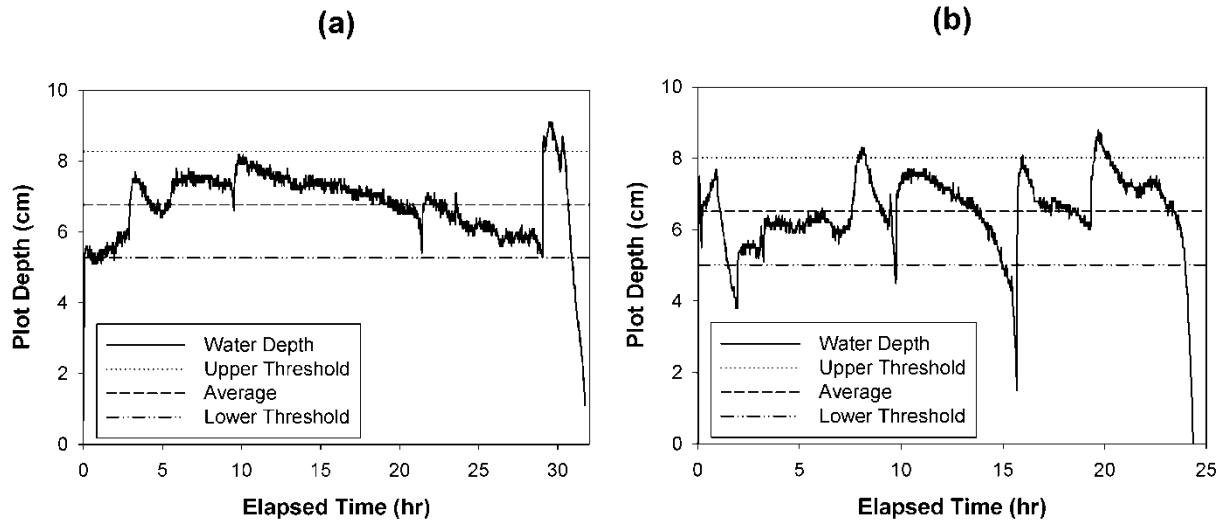 (a)
10
8
6
4
2
0
Plot Depth (cm)
Water Depth
Upper Threshold
Average
Lower Threshold
0 5 10 15 20 25 30
Elapsed Time (hr)
(b)
10
8
6
4
2
0
Plot Depth (cm)
Water Depth
Upper Threshold
Average
Lower Threshold
0 5 10 15 20 25
Elapsed Time (hr)